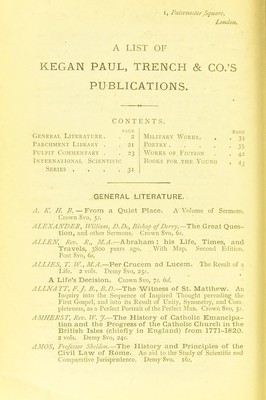 1, Paternoster Square,
London.
A LIST OF
KEGAN PAUL, TRENCH & CO.'S
PUBLICATIONS.
CONTENTS.
PAGE
GENERAL LITERATURE . . 2
PARCHMENT LIBRARY . . 21
PULPIT COMMENTARY . . 23
INTERNATIONAL SCIENTIFIC
SERIES . . . . 31
PAGE
MILITARY WORKS. . . 34
POETRY. . . . 35
WORKS OF FICTION . . 42
BOOKS FOR THE YOUNG . 43
GENERAL LITERATURE.
A. K. H. B.—From a Quiet Place. A Volume of Sermons.
Crown 8vo, 5s.
ALEXANDER, William, D.D., Bishop of Derry.—The Great Question, and other Sermons. Crown 8vo, 6s.
ALLEN, Rev. R., M.A.—Abraham: his Life, Times, and
Travels, 3800 years ago. With Map. Second Edition.
Post 8vo, 6s.
ALLIES, T. W., M.A.—Per Crucem ad Lucem. The Result of a
Life. 2 vols. Demy 8vo, 25s.
A Life's Decision. Crown 8vo, 7s. 6d.
ALLNATT, F. J. B., B.D.—The Witness of St. Matthew. An
Inquiry into the Sequence of Inspired Thought pervading the
First Gospel, and into its Result of Unity, Symmetry, and Completeness, as a Perfect Portrait of the Perfect Man. Crown 8vo, 5s.
AMHERST, Rev. W. J.—The History of Catholic Emancipation and the Progress of the Catholic Church in the
British Isles (chiefly in England) from 1771-1820.
2 vols. Demy 8vo, 24s.
AMOS, Professor Sheldon.—The History and Principles of the
Civil Law of Rome. An aid to the Study of Scientific and
Comparative Jurisprudence. Demy 8vo, 16s.